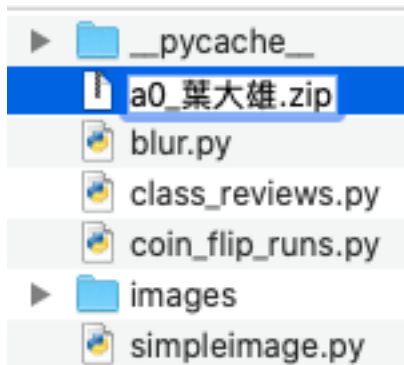 __pycache__
a0_葉大雄.zip
blur.py
class_reviews.py
coin_flip_runs.py
images
simpleimage.py